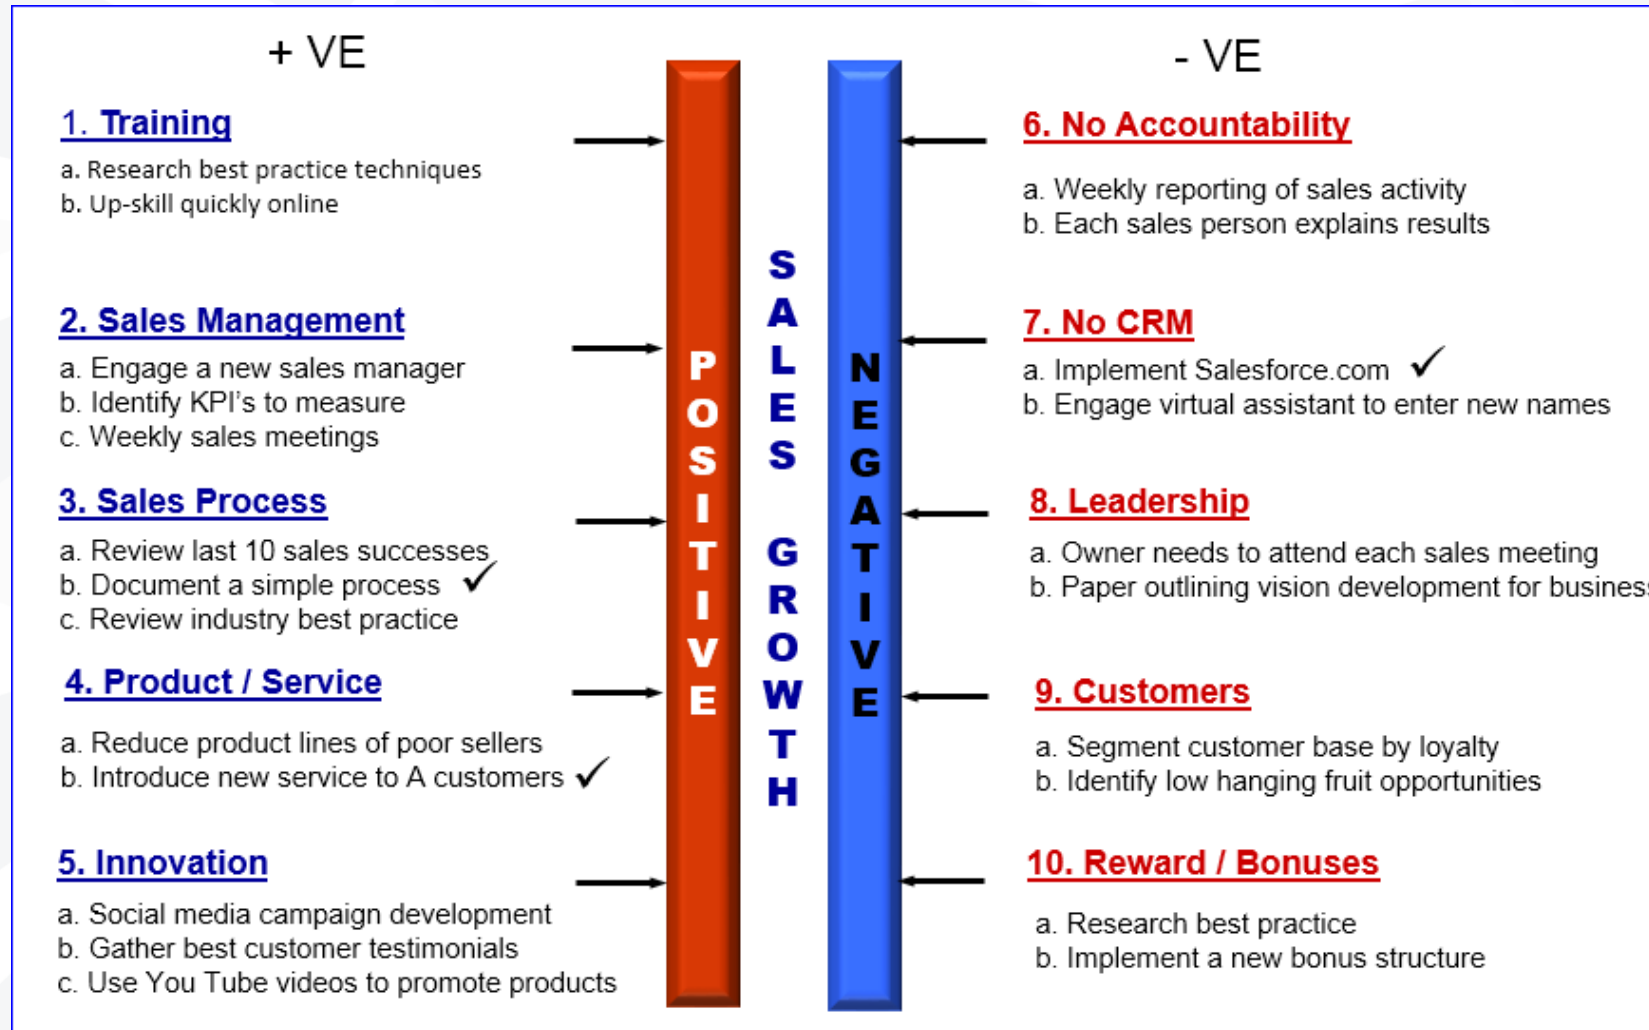 + VE
1. Training
a. Research best practice techniques
b. Up-skill quickly online
2. Sales Management
a. Engage a new sales manager
b. Identify KPI's to measure
c. Weekly sales meetings
3. Sales Process
a. Review last 10 sales successes
b. Document a simple process ✓
c. Review industry best practice
4. Product / Service
a. Reduce product lines of poor sellers
b. Introduce new service to A customers ✓
5. Innovation
a. Social media campaign development
b. Gather best customer testimonials
c. Use You Tube videos to promote products
POSITIVE
SALES GROWTH
NEGATIVE
- VE
6. No Accountability
a. Weekly reporting of sales activity
b. Each sales person explains results
7. No CRM
a. Implement Salesforce.com ✓
b. Engage virtual assistant to enter new names
8. Leadership
a. Owner needs to attend each sales meeting
b. Paper outlining vision development for business
9. Customers
a. Segment customer base by loyalty
b. Identify low hanging fruit opportunities
10. Reward / Bonuses
a. Research best practice
b. Implement a new bonus structure